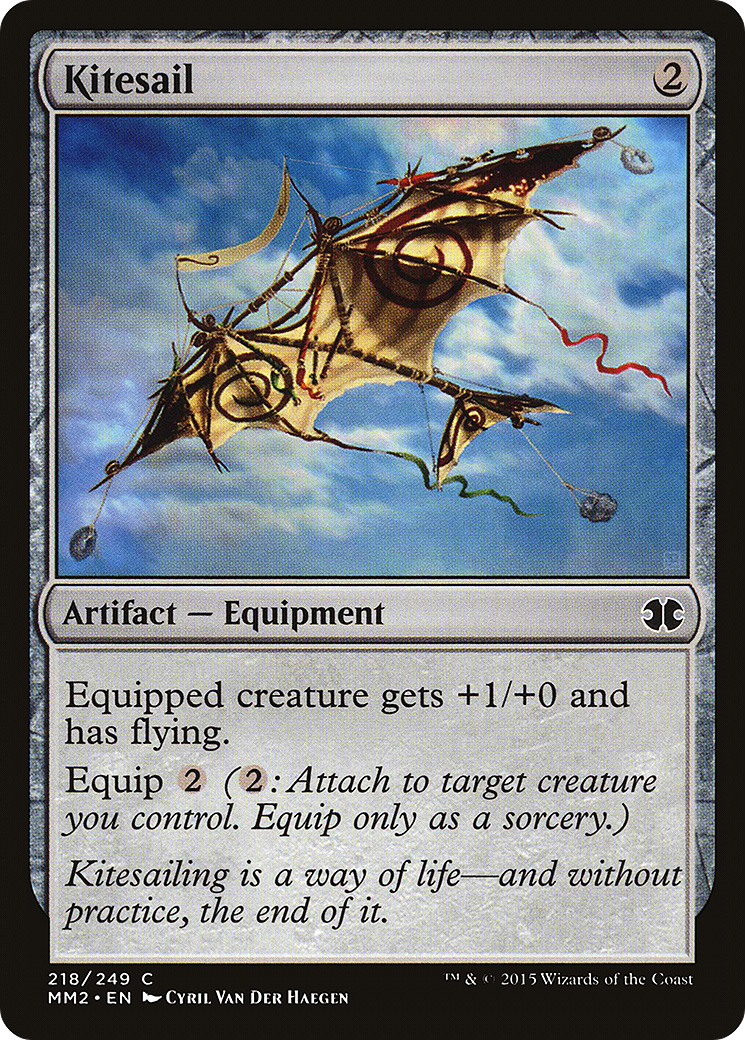 Kitesail
2
Artifact — Equipment
Equipped creature gets +1/+0 and
has flying.
Equip 2 (2: Attach to target creature
you control. Equip only as a sorcery.)
Kitesailing is a way of life—and without
practice, the end of it.
218/249 C
™ & © 2015 Wizards of the Coast
MM2 • EN Cyril Van Der Haegen